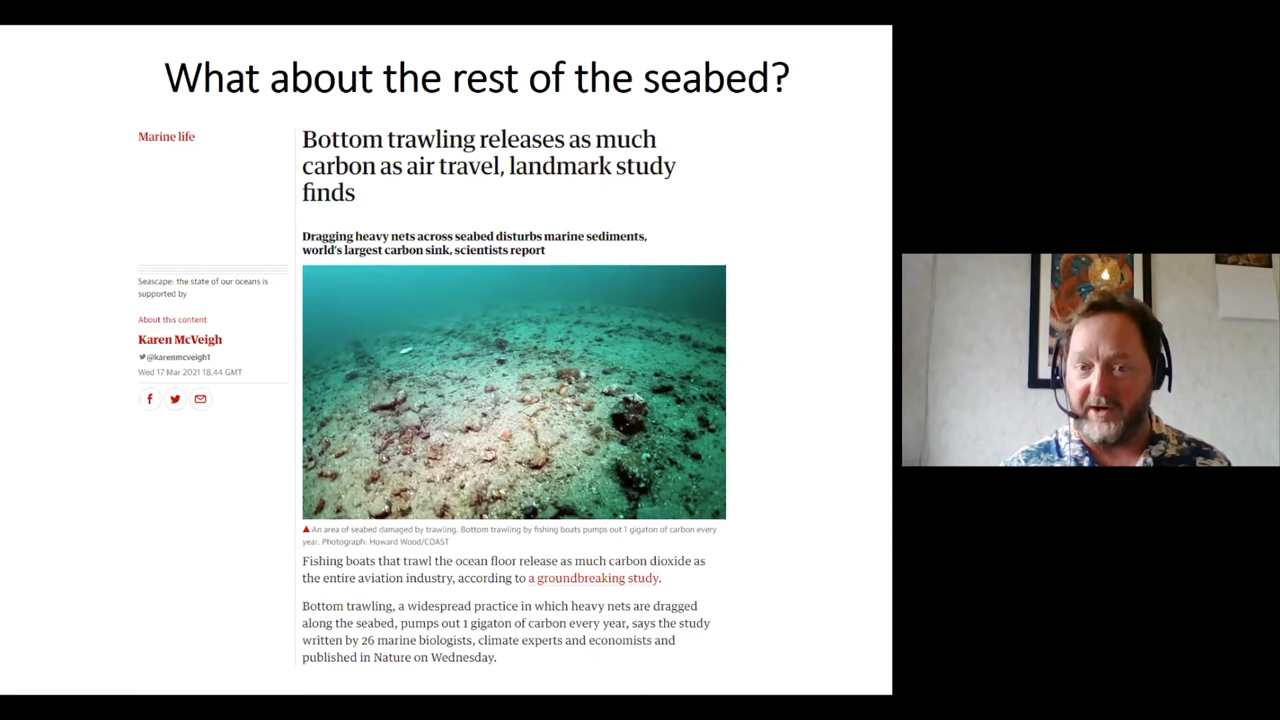 What about the rest of the seabed?
Marine life
Bottom trawling releases as much
carbon as air travel, landmark study
finds
Dragging heavy nets across seabed disturbs marine sediments,
world's largest carbon sink, scientists report
Seascape: the state of our oceans is
supported by
About this content
Karen McVeigh
@karenmcveigh1
Wed 17 Mar 2021 18.44 GMT
An area of seabed damaged by trawling. Bottom trawling by fishing boats pumps out 1 gigaton of carbon every
year. Photograph: Howard Wood/COAST
Fishing boats that trawl the ocean floor release as much carbon dioxide as
the entire aviation industry, according to a groundbreaking study.
Bottom trawling, a widespread practice in which heavy nets are dragged
along the seabed, pumps out 1 gigaton of carbon every year, says the study
written by 26 marine biologists, climate experts and economists and
published in Nature on Wednesday.